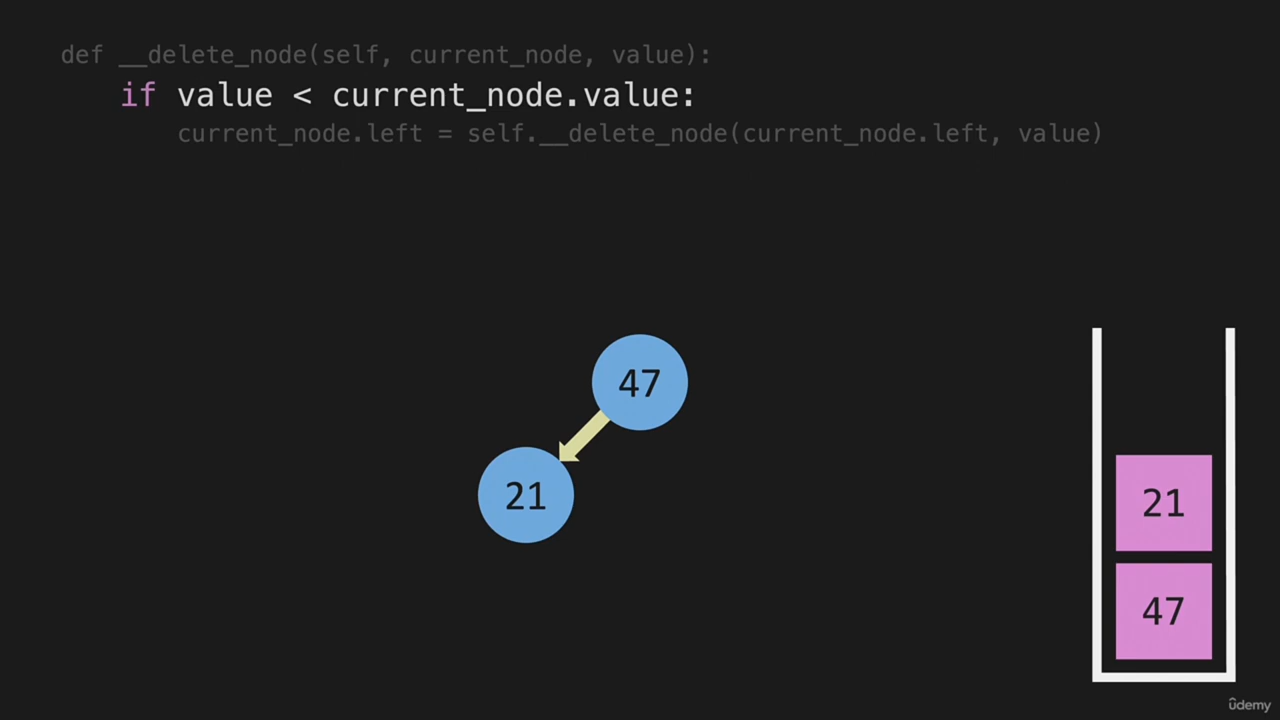 def __delete_node(self, current_node, value):
if value < current_node.value:
current_node.left = self.__delete_node(current_node.left, value)
47
21
21
47
ûdemy